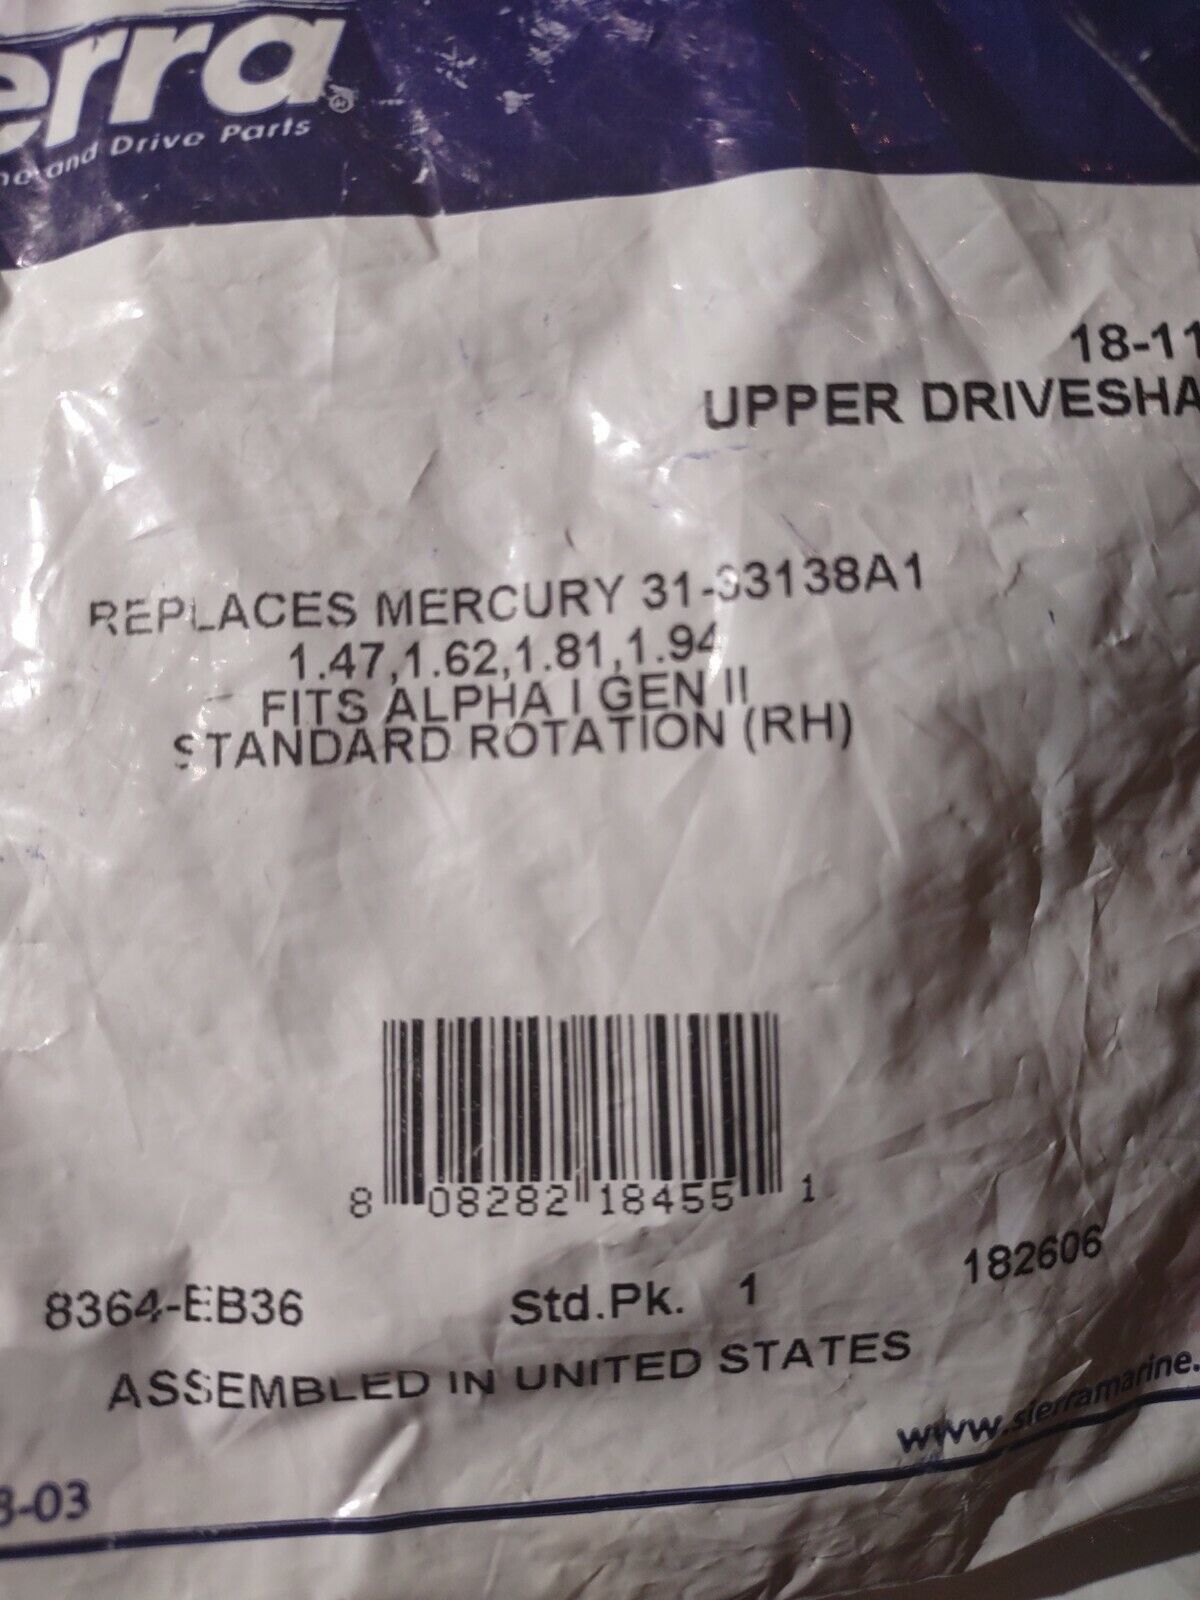 erra®
and Drive Parts
18-11
UPPER DRIVESHA
REPLACES MERCURY 31-33138A1
1.47,1.62,1.81,1.94
FITS ALPHA I GEN II
STANDARD ROTATION (RH)
8 08282 18455 1
182606
8364-EB36 Std.Pk. 1
ASSEMBLED IN UNITED STATES
www.sierramarine.
3-03